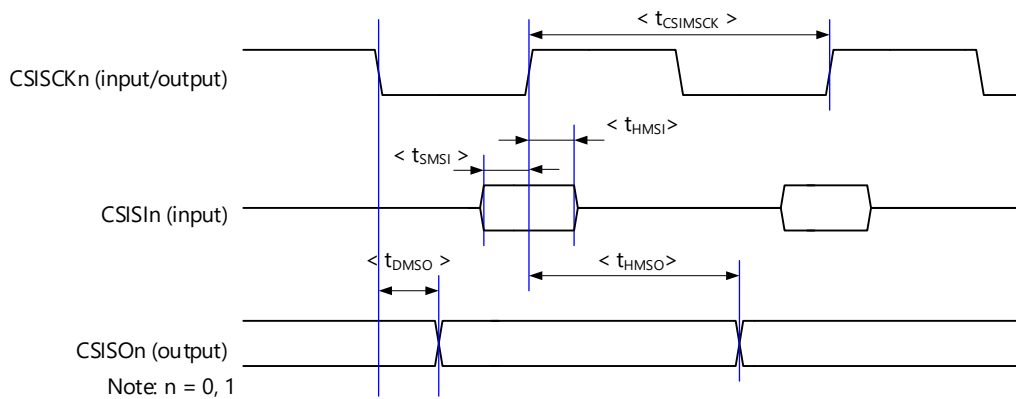 < tCSIMSCK >
CSISCKn (input/output)
< tHMSI>
< tSMSI >
CSISIn (input)
< tDMSO >
< tHMSO>
CSISOn (output)
Note: n = 0, 1